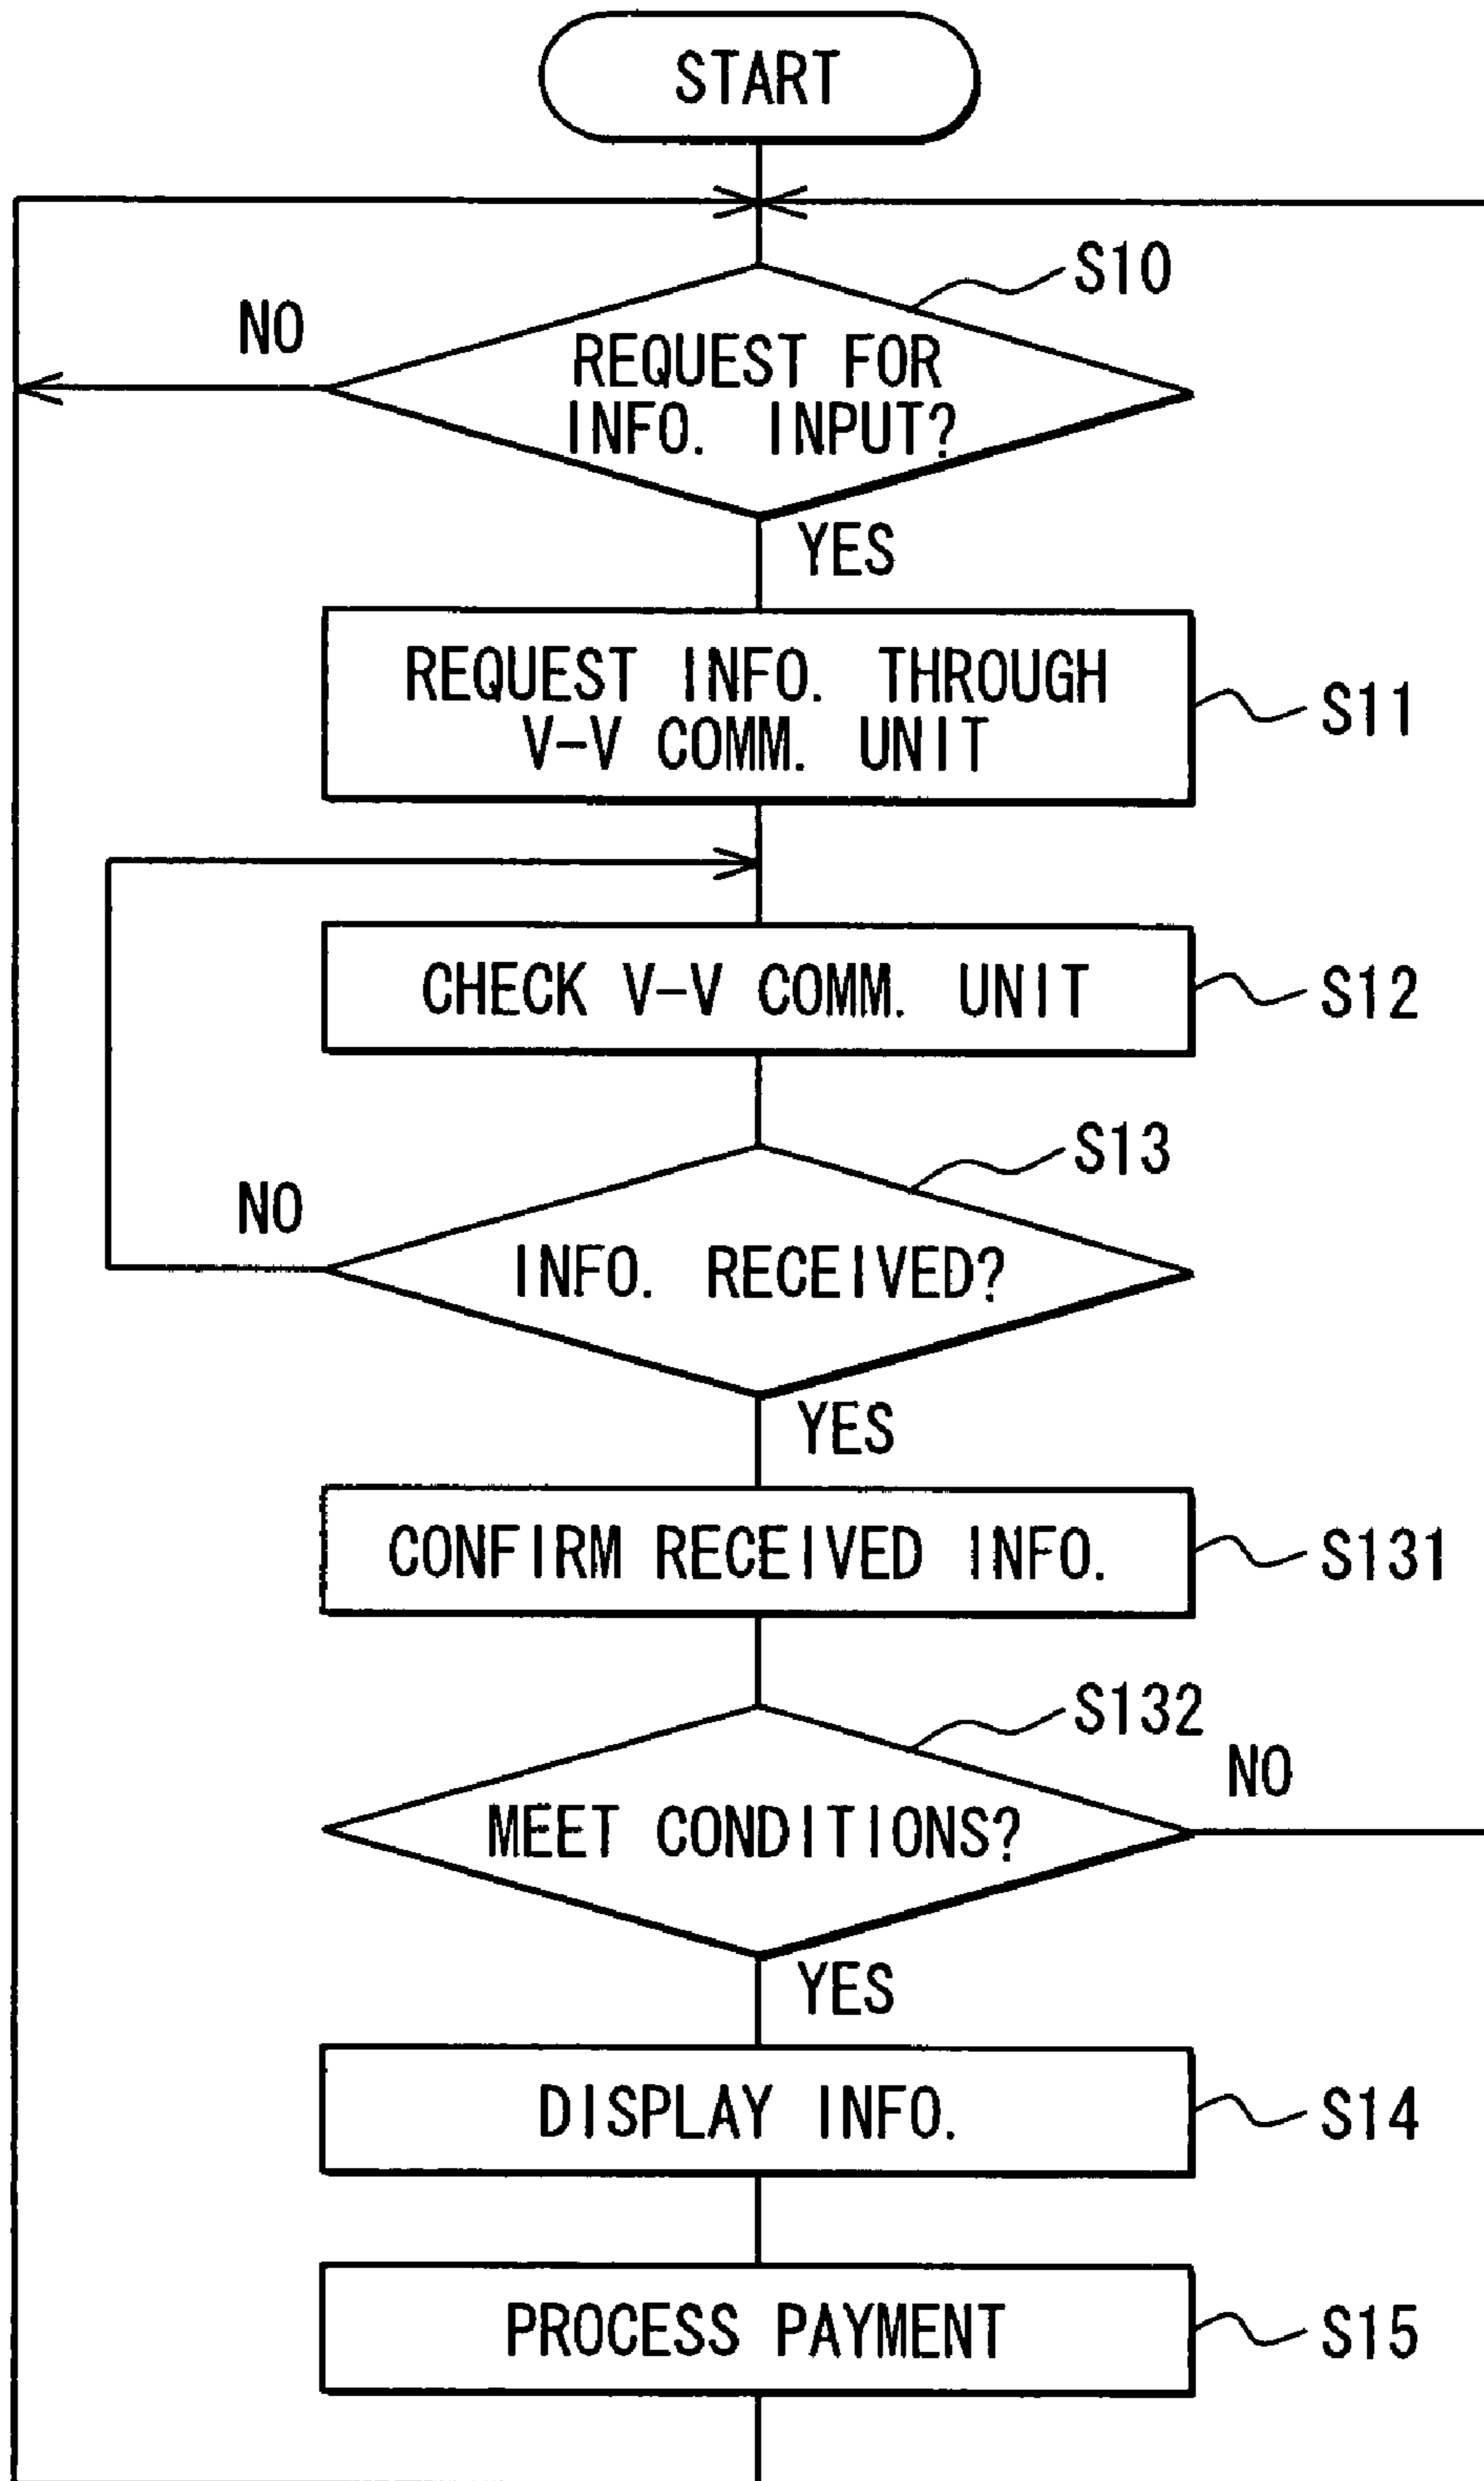 START
S10
NO
REQUEST FOR
INFO. INPUT?
YES
REQUEST INFO. THROUGH
V-V COMM. UNIT
S11
CHECK V-V COMM. UNIT
S12
S13
NO
INFO. RECEIVED?
YES
CONFIRM RECEIVED INFO.
S131
S132
NO
MEET CONDITIONS?
YES
DISPLAY INFO.
S14
PROCESS PAYMENT
S15